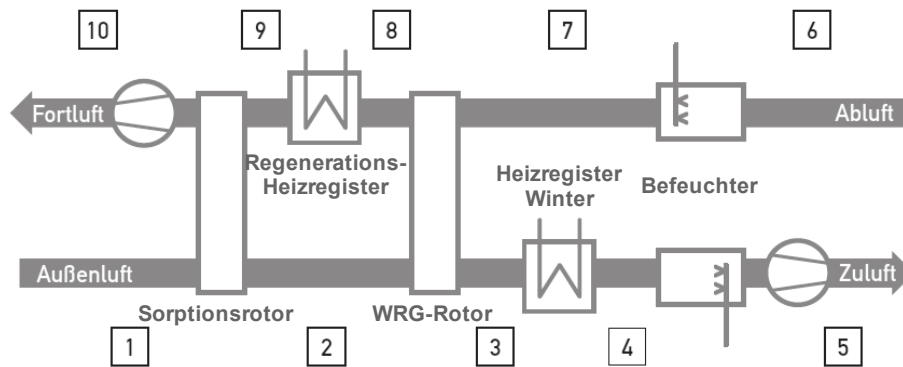 10
9
8
7
6
Fortluft
Abluft
Regenerations-
Heizregister
Heizregister
Winter
Befeuchter
Außenluft
Zuluft
Sorptionsrotor
WRG-Rotor
1
2
3
4
5